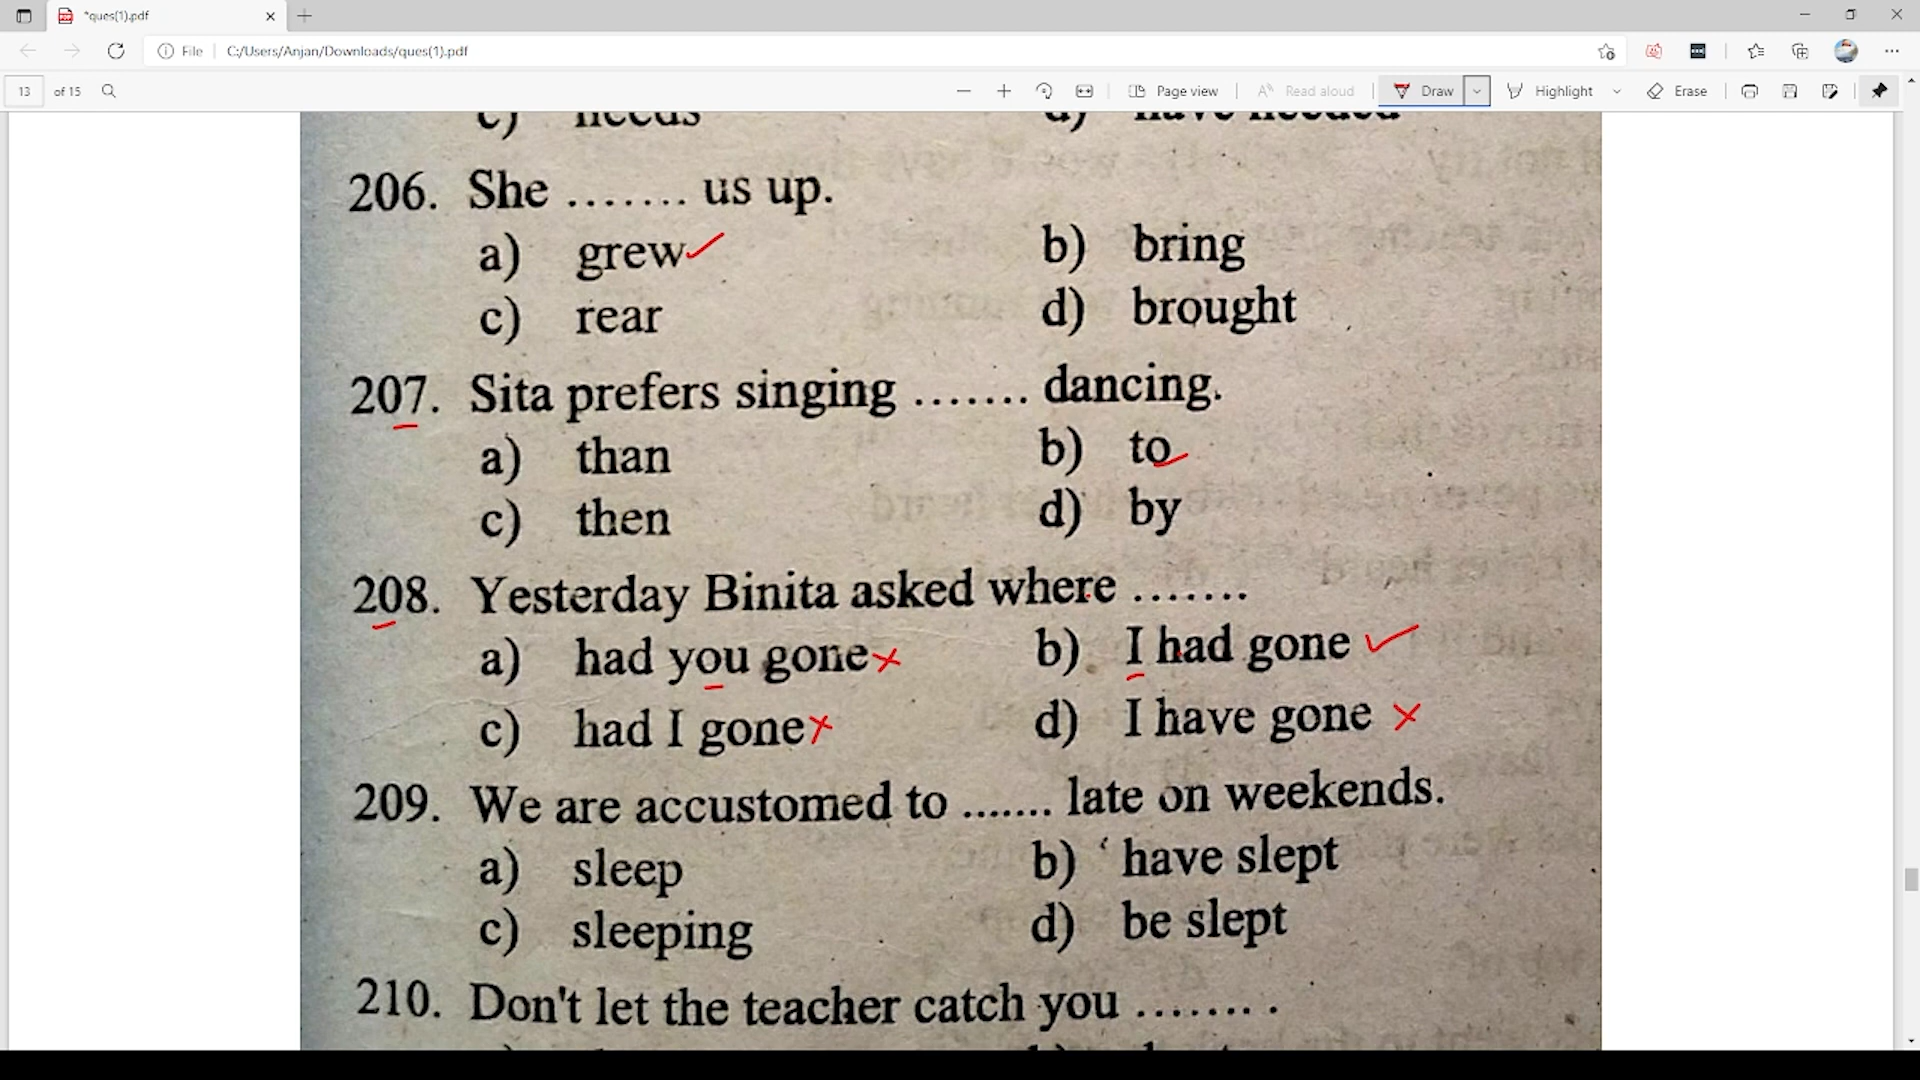 *ques(1).pdf
File C:/Users/Anjan/Downloads/ques(1).pdf
13 of 15 Page view Read aloud Draw Highlight Erase
c) needs d) have needed
206. She ....... us up.
a) grew b) bring
c) rear d) brought
207. Sita prefers singing ....... dancing.
a) than b) to
c) then d) by
208. Yesterday Binita asked where .......
a) had you gone b) I had gone
c) had I gone d) I have gone
209. We are accustomed to ....... late on weekends.
a) sleep b) have slept
c) sleeping d) be slept
210. Don't let the teacher catch you ....... .